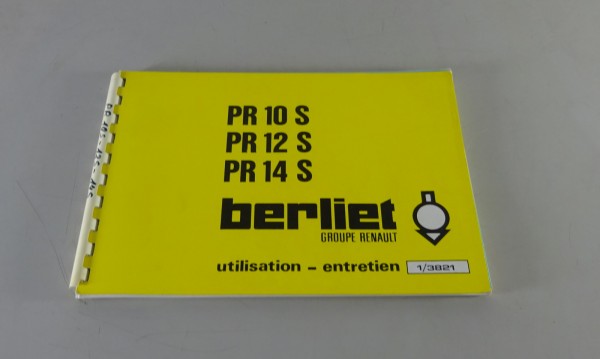 PR 10 S
PR 12 S
PR 14 S
berliet
GROUPE RENAULT
utilisation - entretien 1/3821